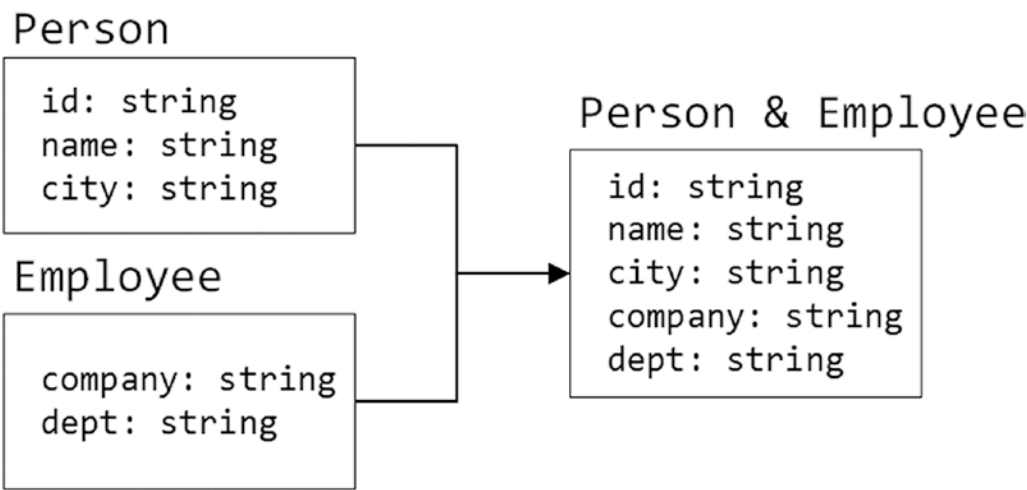 Person
id: string
name: string
city: string
Employee
company: string
dept: string
Person & Employee
id: string
name: string
city: string
company: string
dept: string